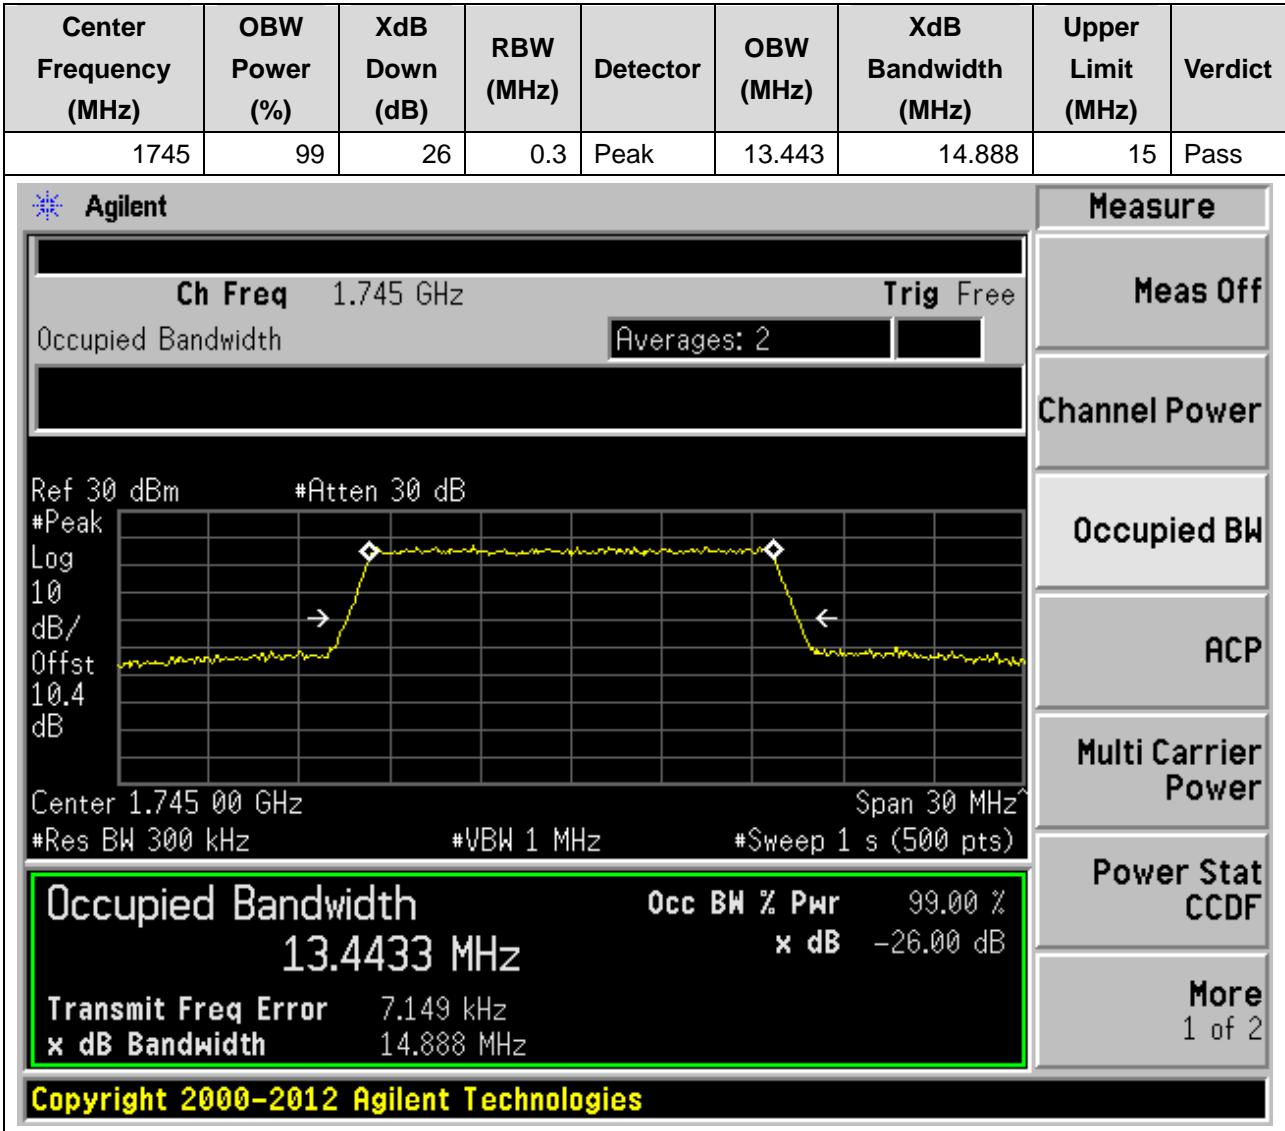 Center Frequency (MHz) OBW Power (%) XdB Down (dB) RBW (MHz) Detector OBW (MHz) XdB Bandwidth (MHz) Upper Limit (MHz) Verdict
1745 99 26 0.3 Peak 13.443 14.888 15 Pass
Agilent
Ch Freq 1.745 GHz Trig Free
Occupied Bandwidth Averages: 2
Ref 30 dBm #Atten 30 dB
#Peak
Log
10
dB/
Offst
10.4
dB
Center 1.745 00 GHz Span 30 MHz^
#Res BW 300 kHz #VBW 1 MHz #Sweep 1 s (500 pts)
Occupied Bandwidth Occ BW % Pwr 99.00 %
13.4433 MHz x dB -26.00 dB
Transmit Freq Error 7.149 kHz
x dB Bandwidth 14.888 MHz
Measure
Meas Off
Channel Power
Occupied BW
ACP
Multi Carrier
Power
Power Stat
CCDF
More
1 of 2
Copyright 2000-2012 Agilent Technologies